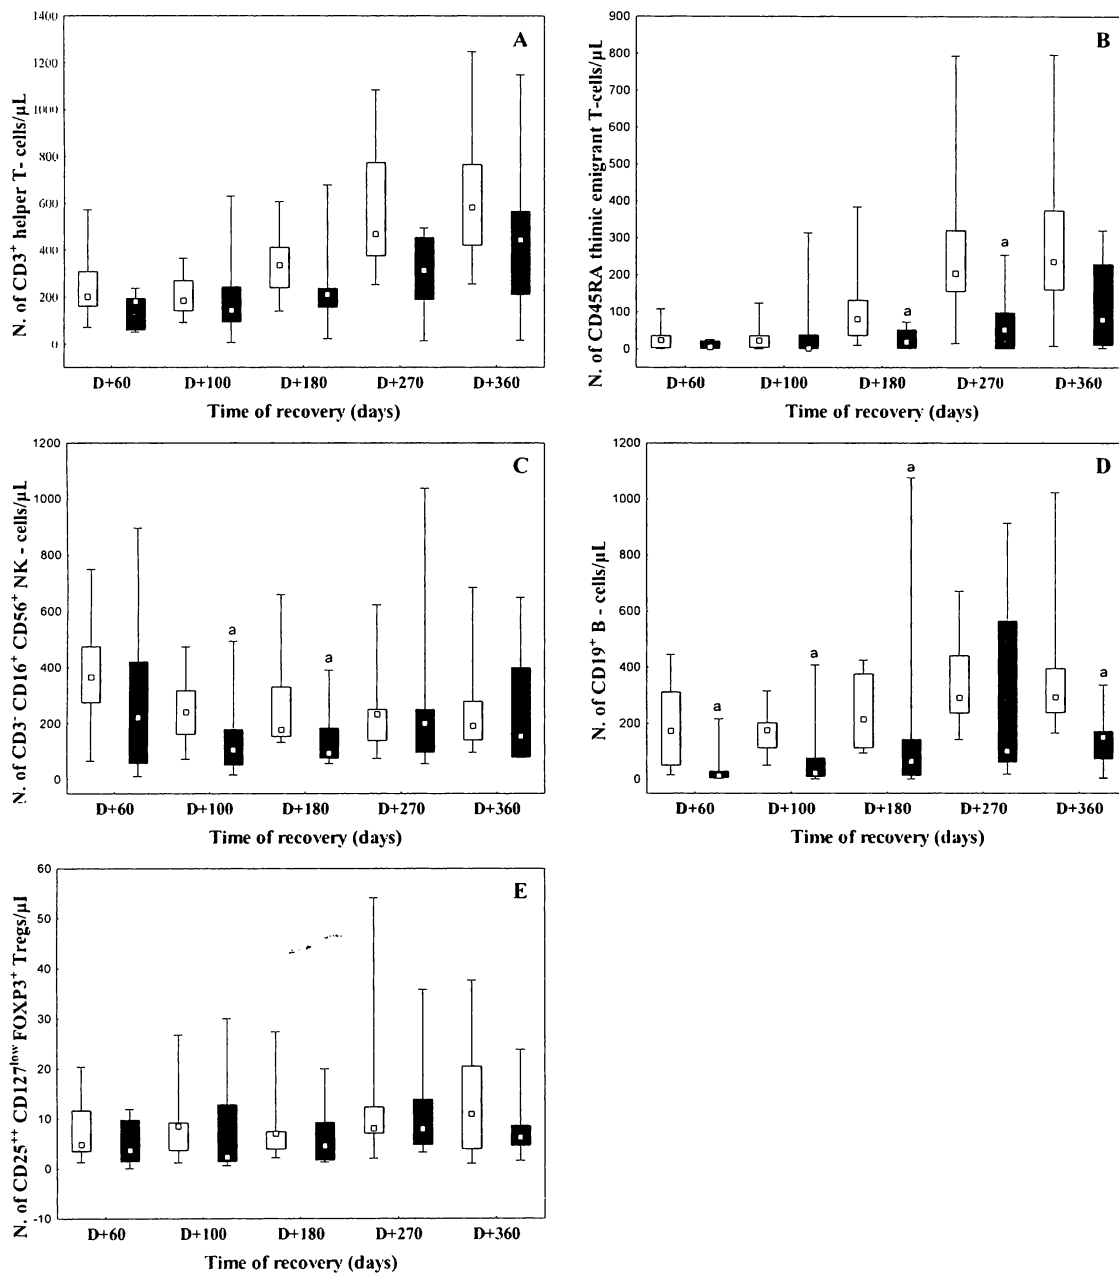 A
N. of CD3+ helper T- cells/µL
1400
1200
1000
800
600
400
200
0
D+60 D+100 D+180 D+270 D+360
Time of recovery (days)
B
N. of CD45RA thimic emigrant T-cells/µL
900
800
700
600
500
400
300
200
100
0
a
a
D+60 D+100 D+180 D+270 D+360
Time of recovery (days)
C
N. of CD3- CD16+ CD56+ NK - cells/µL
1200
1000
800
600
400
200
0
a
a
D+60 D+100 D+180 D+270 D+360
Time of recovery (days)
D
N. of CD19+ B - cells/µL
1200
1000
800
600
400
200
0
a
a
a
a
D+60 D+100 D+180 D+270 D+360
Time of recovery (days)
E
N. of CD25++ CD127low FOXP3+ Tregs/µl
60
50
40
30
20
10
0
-10
D+60 D+100 D+180 D+270 D+360
Time of recovery (days)